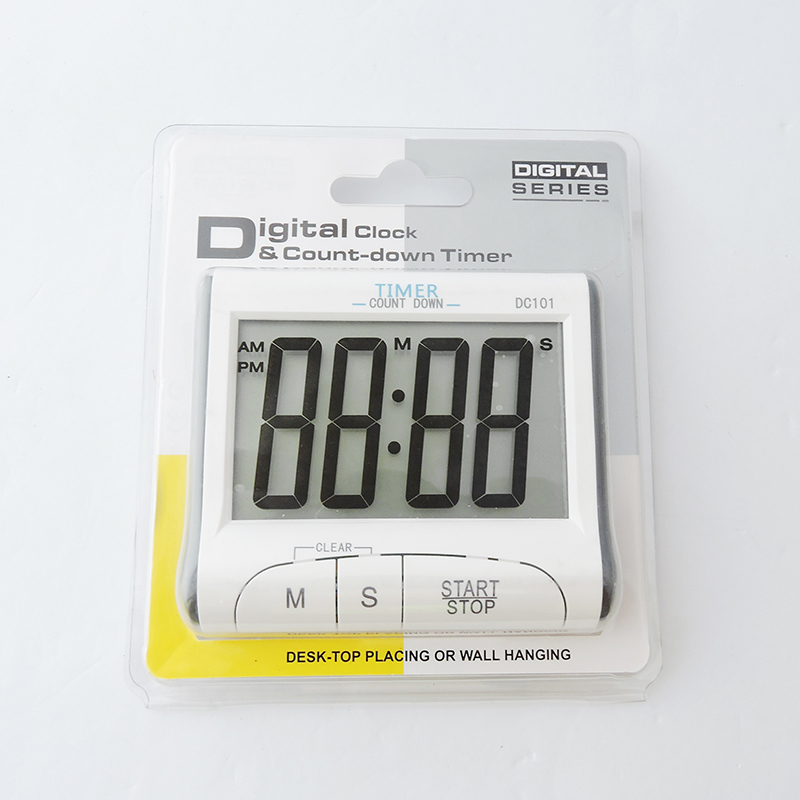 DIGITAL
SERIES
Digital Clock
& Count-down Timer
TIMER
COUNT DOWN
DC101
AM M S
PM
88:88
CLEAR
M S START
STOP
DESK-TOP PLACING OR WALL HANGING